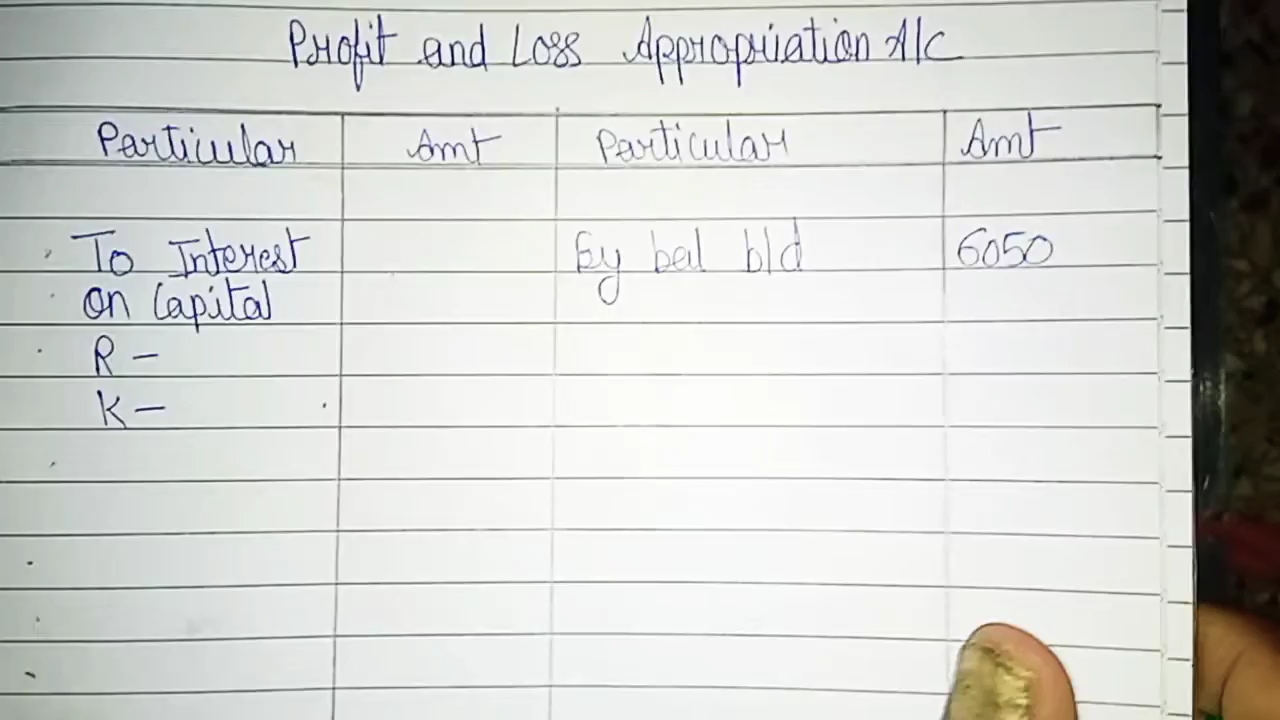 Profit and Loss Appropriation A/c
Particular Amt Particular Amt
To Interest By bal b/d 6050
on Capital
R -
K -